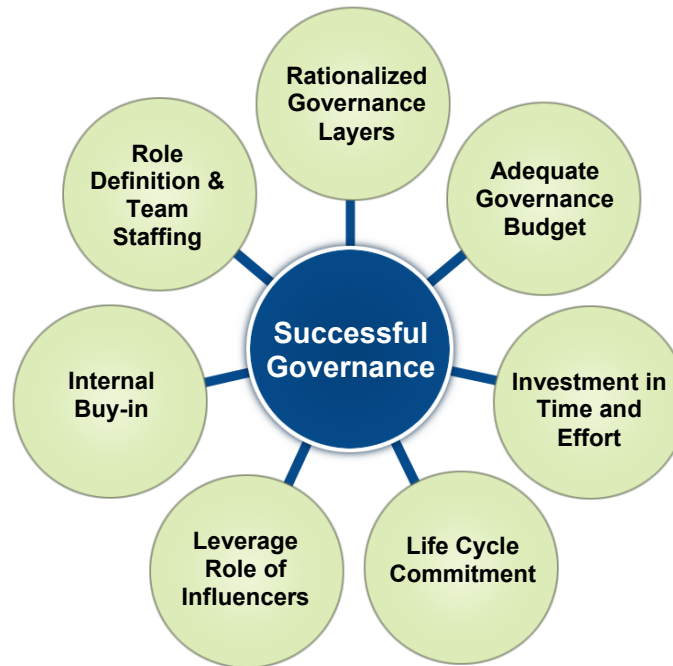 Rationalized
Governance
Layers
Role
Definition &
Team
Staffing
Adequate
Governance
Budget
Successful
Governance
Internal
Buy-in
Investment in
Time and
Effort
Leverage
Role of
Influencers
Life Cycle
Commitment